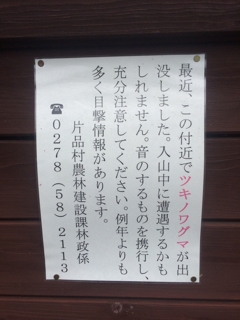 最近、この付近でツキノワグマが出
没しました。入山中に遭遇するかも
しれません。音のするものを携行し、
充分注意してください。例年よりも
多く目撃情報があります。
片品村農林建設課林政係
☎0278(58)2113